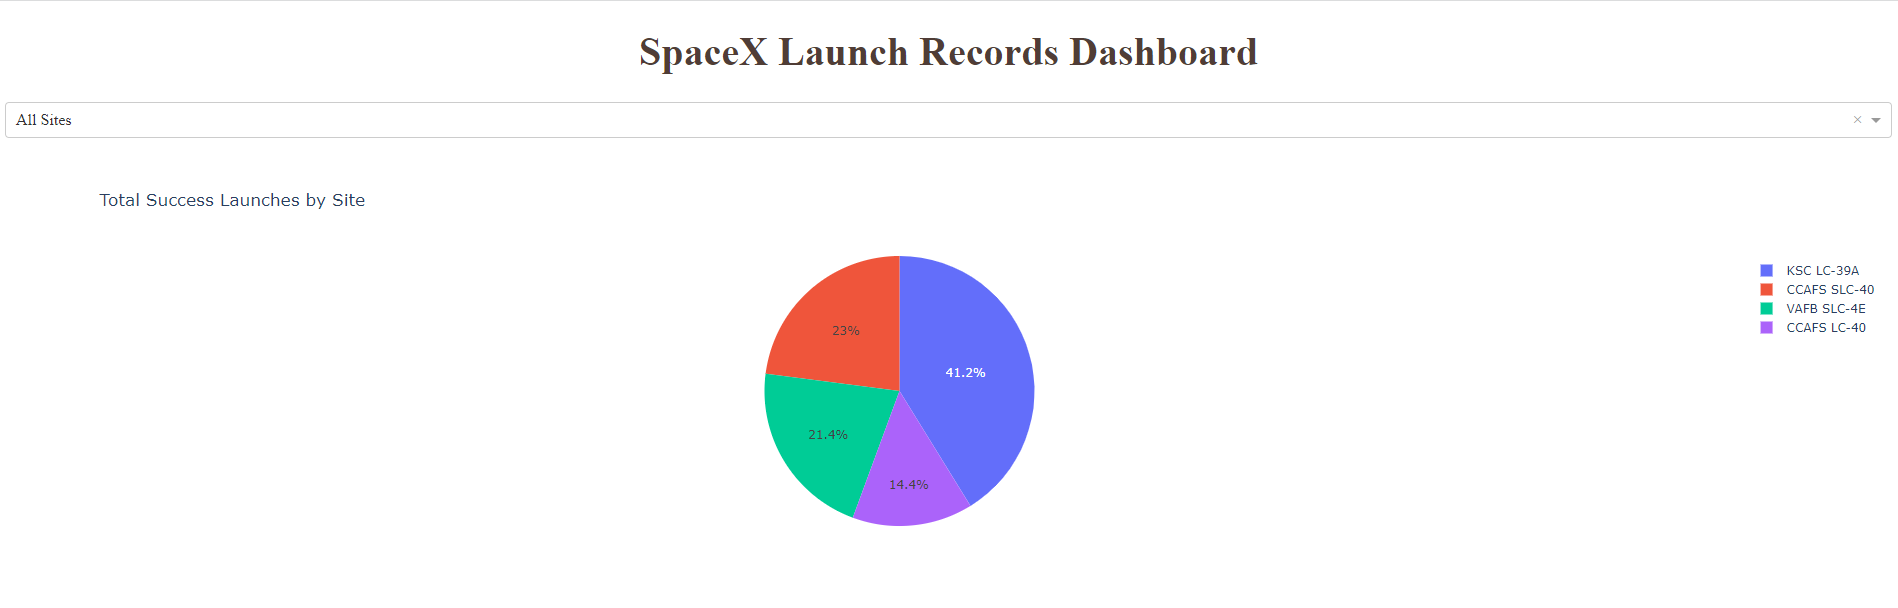 SpaceX Launch Records Dashboard
All Sites
×
Total Success Launches by Site
KSC LC-39A
CCAFS SLC-40
VAFB SLC-4E
CCAFS LC-40
23%
41.2%
21.4%
14.4%